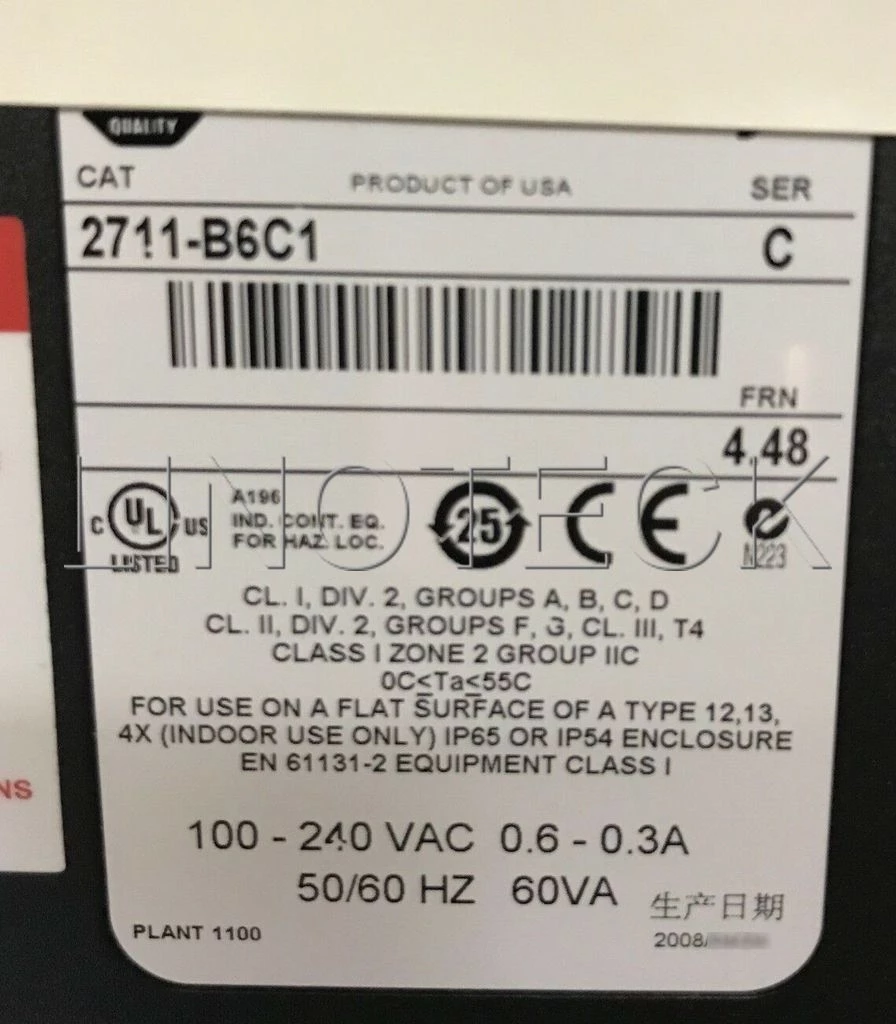 QUALITY
CAT PRODUCT OF USA SER
2711-B6C1 C
FRN
4.48
C UL US LISTED
A196
IND. CONT. EQ.
FOR HAZ. LOC.
25
CE
N223
LINOTECK
CL. I, DIV. 2, GROUPS A, B, C, D
CL. II, DIV. 2, GROUPS F, G, CL. III, T4
CLASS I ZONE 2 GROUP IIC
0C≤Ta≤55C
FOR USE ON A FLAT SURFACE OF A TYPE 12,13,
4X (INDOOR USE ONLY) IP65 OR IP54 ENCLOSURE
EN 61131-2 EQUIPMENT CLASS I
100 - 240 VAC 0.6 - 0.3A
50/60 HZ 60VA
生产日期
PLANT 1100
2008/
NS